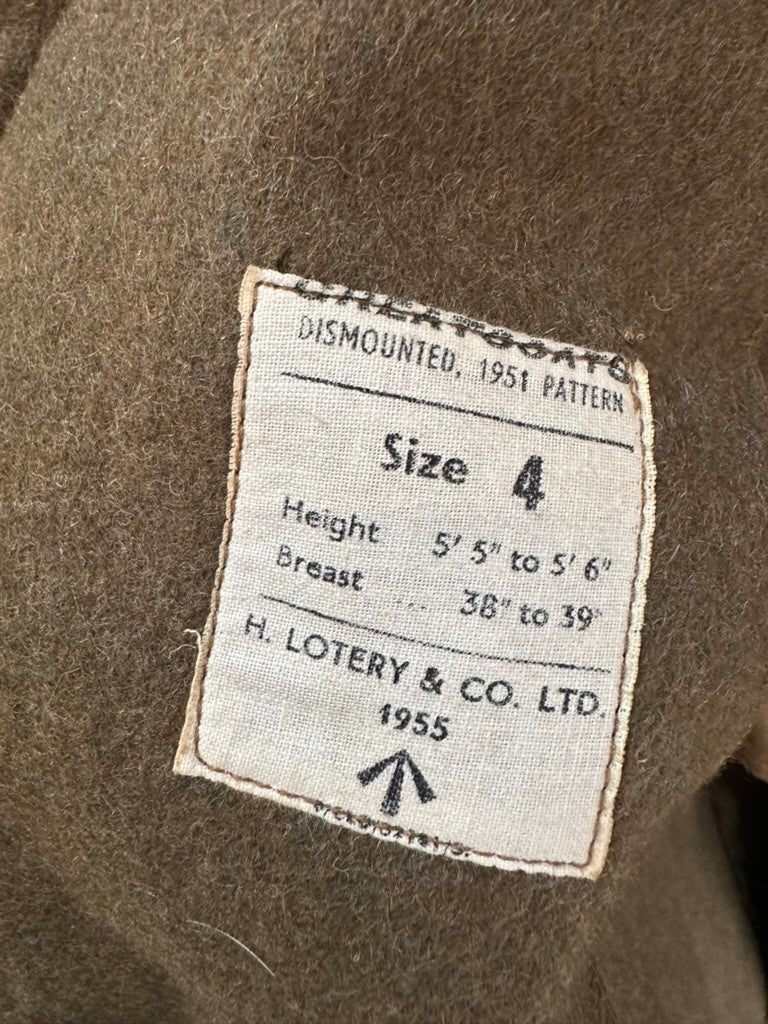 GREATCOATS
DISMOUNTED, 1951 PATTERN
Size 4
Height 5' 5" to 5' 6"
Breast ... 38" to 39"
H. LOTERY & CO. LTD.
1955